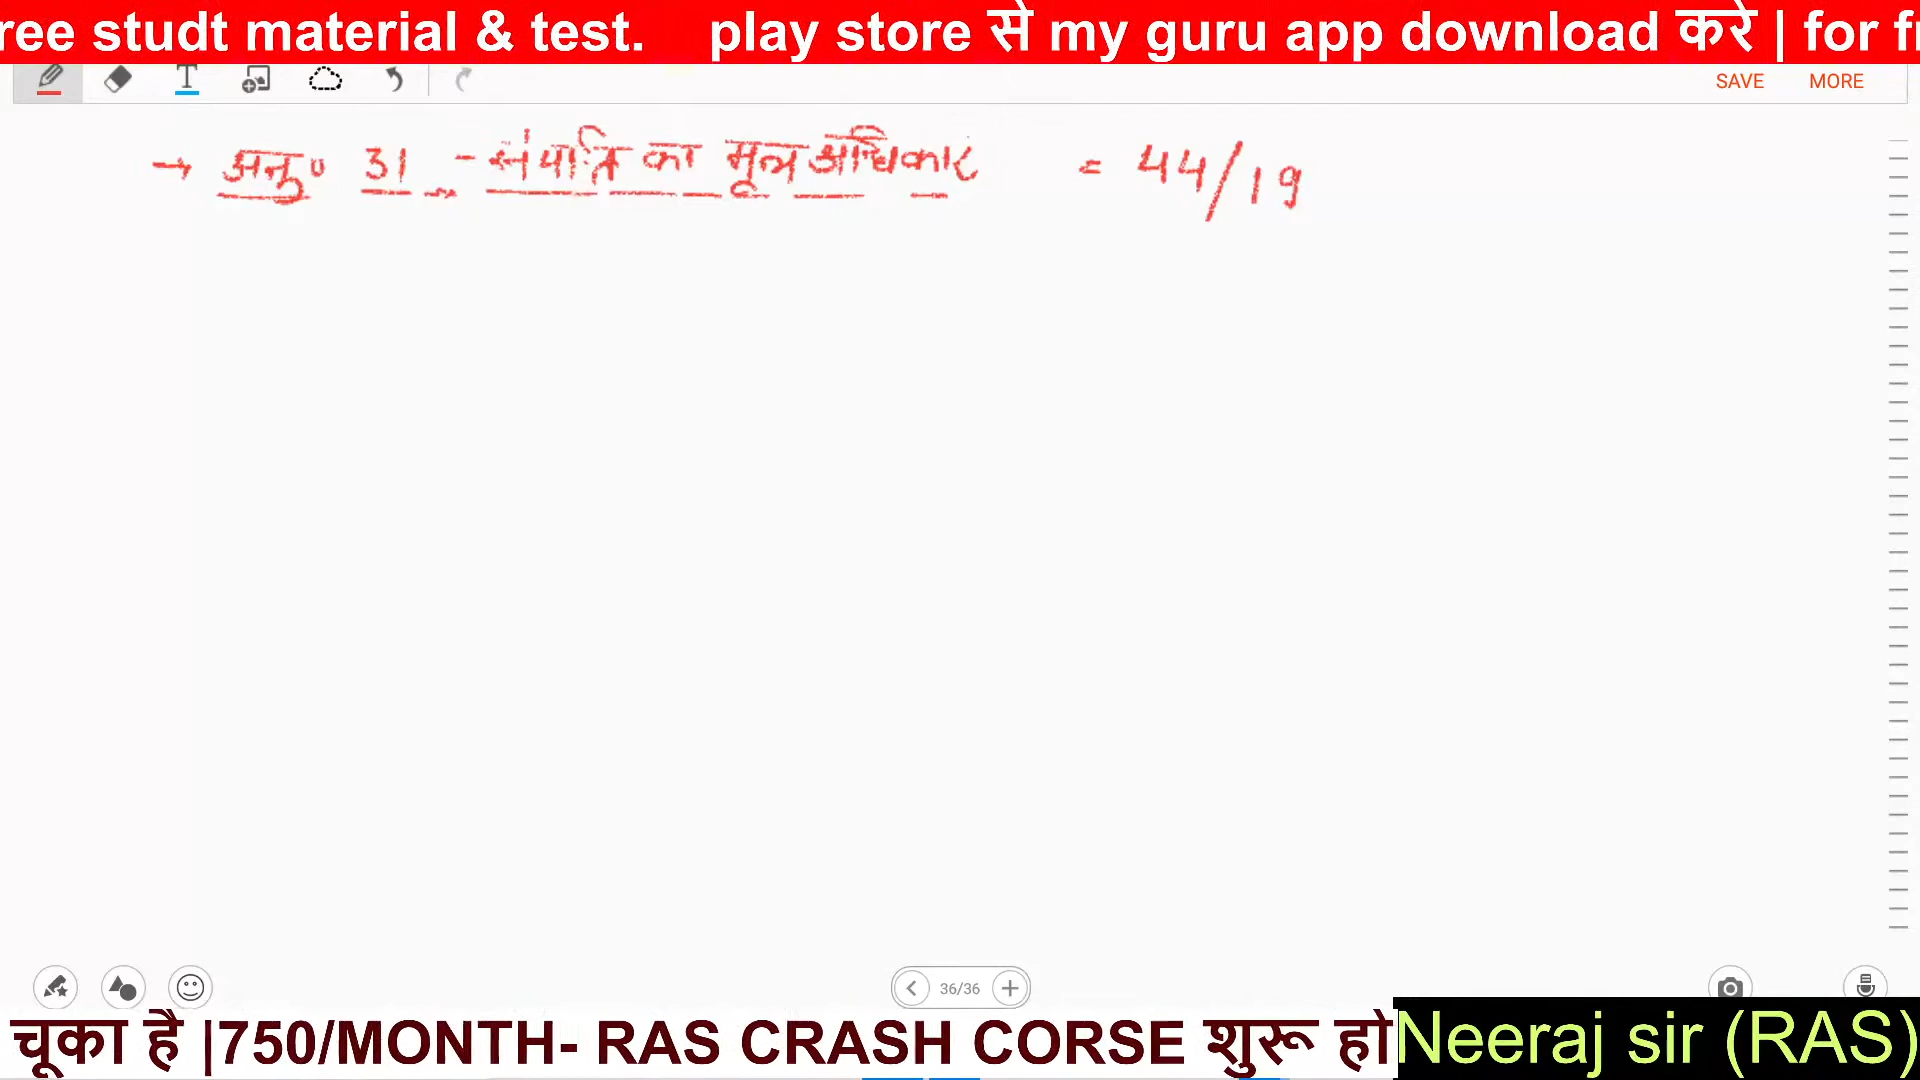 ree studt material & test. play store से my guru app download करे | for fr
SAVE MORE
→ अनु० 31 - संपत्ति का मूल अधिकार = 44/19
36/36
चूका है |750/MONTH- RAS CRASH CORSE शुरू हो
Neeraj sir (RAS)